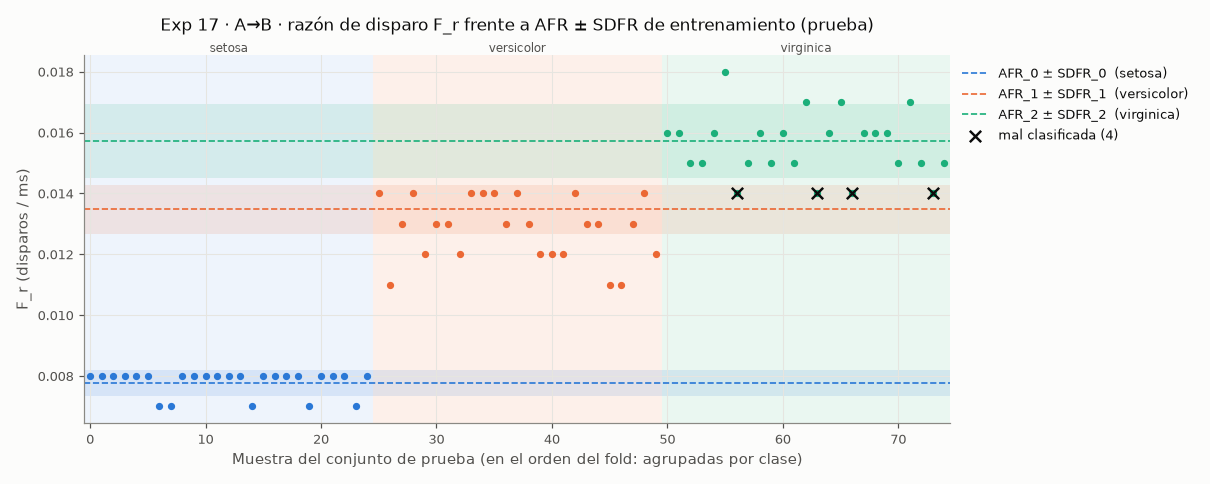 Exp 17 · A→B · razón de disparo F_r frente a AFR ± SDFR de entrenamiento (prueba)
setosa versicolor virginica
0.018
0.016
0.014
0.012
0.010
0.008
F_r (disparos / ms)
0 10 20 30 40 50 60 70
Muestra del conjunto de prueba (en el orden del fold: agrupadas por clase)
AFR_0 ± SDFR_0 (setosa)
AFR_1 ± SDFR_1 (versicolor)
AFR_2 ± SDFR_2 (virginica)
mal clasificada (4)